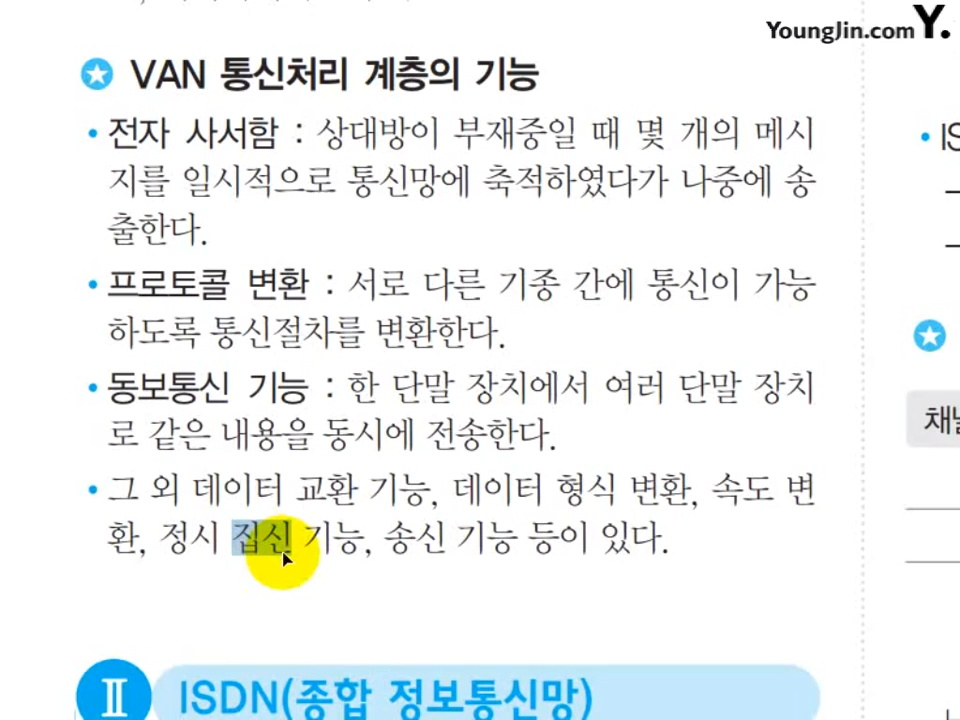 YoungJin.com Y.
VAN 통신처리 계층의 기능
• 전자 사서함 : 상대방이 부재중일 때 몇 개의 메시
지를 일시적으로 통신망에 축적하였다가 나중에 송
출한다.
• 프로토콜 변환 : 서로 다른 기종 간에 통신이 가능
하도록 통신절차를 변환한다.
• 동보통신 기능 : 한 단말 장치에서 여러 단말 장치
로 같은 내용을 동시에 전송한다.
• 그 외 데이터 교환 기능, 데이터 형식 변환, 속도 변
환, 정시 집신 기능, 송신 기능 등이 있다.
Ⅱ ISDN(종합 정보통신망)